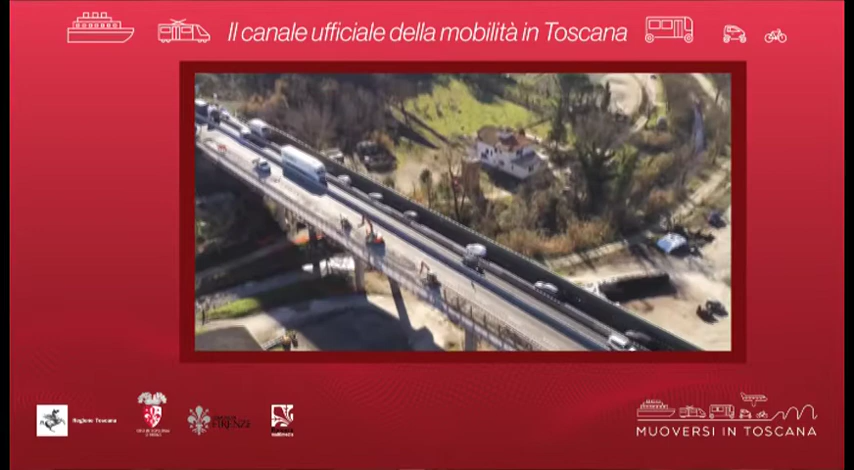 Il canale ufficiale della mobilità in Toscana
Regione Toscana
FIRENZE
MUOVERSI IN TOSCANA